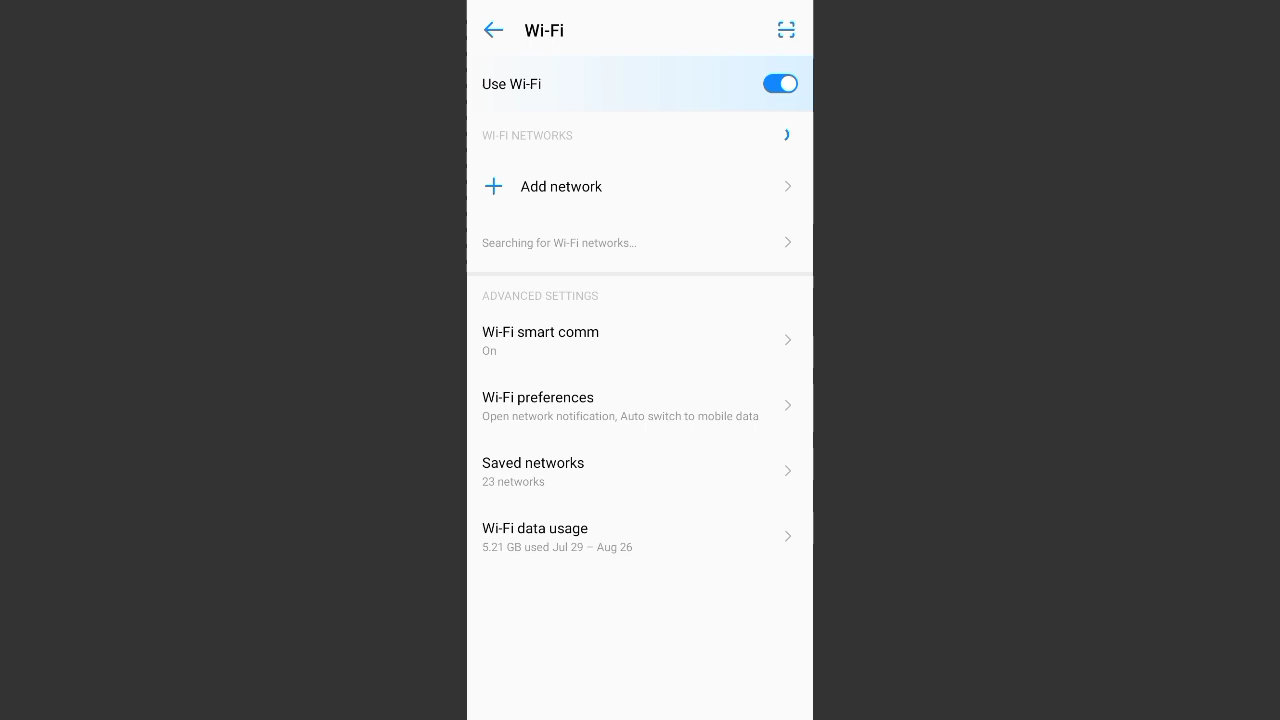 Wi-Fi
Use Wi-Fi
WI-FI NETWORKS
Add network
Searching for Wi-Fi networks...
ADVANCED SETTINGS
Wi-Fi smart comm
On
Wi-Fi preferences
Open network notification, Auto switch to mobile data
Saved networks
23 networks
Wi-Fi data usage
5.21 GB used Jul 29 – Aug 26